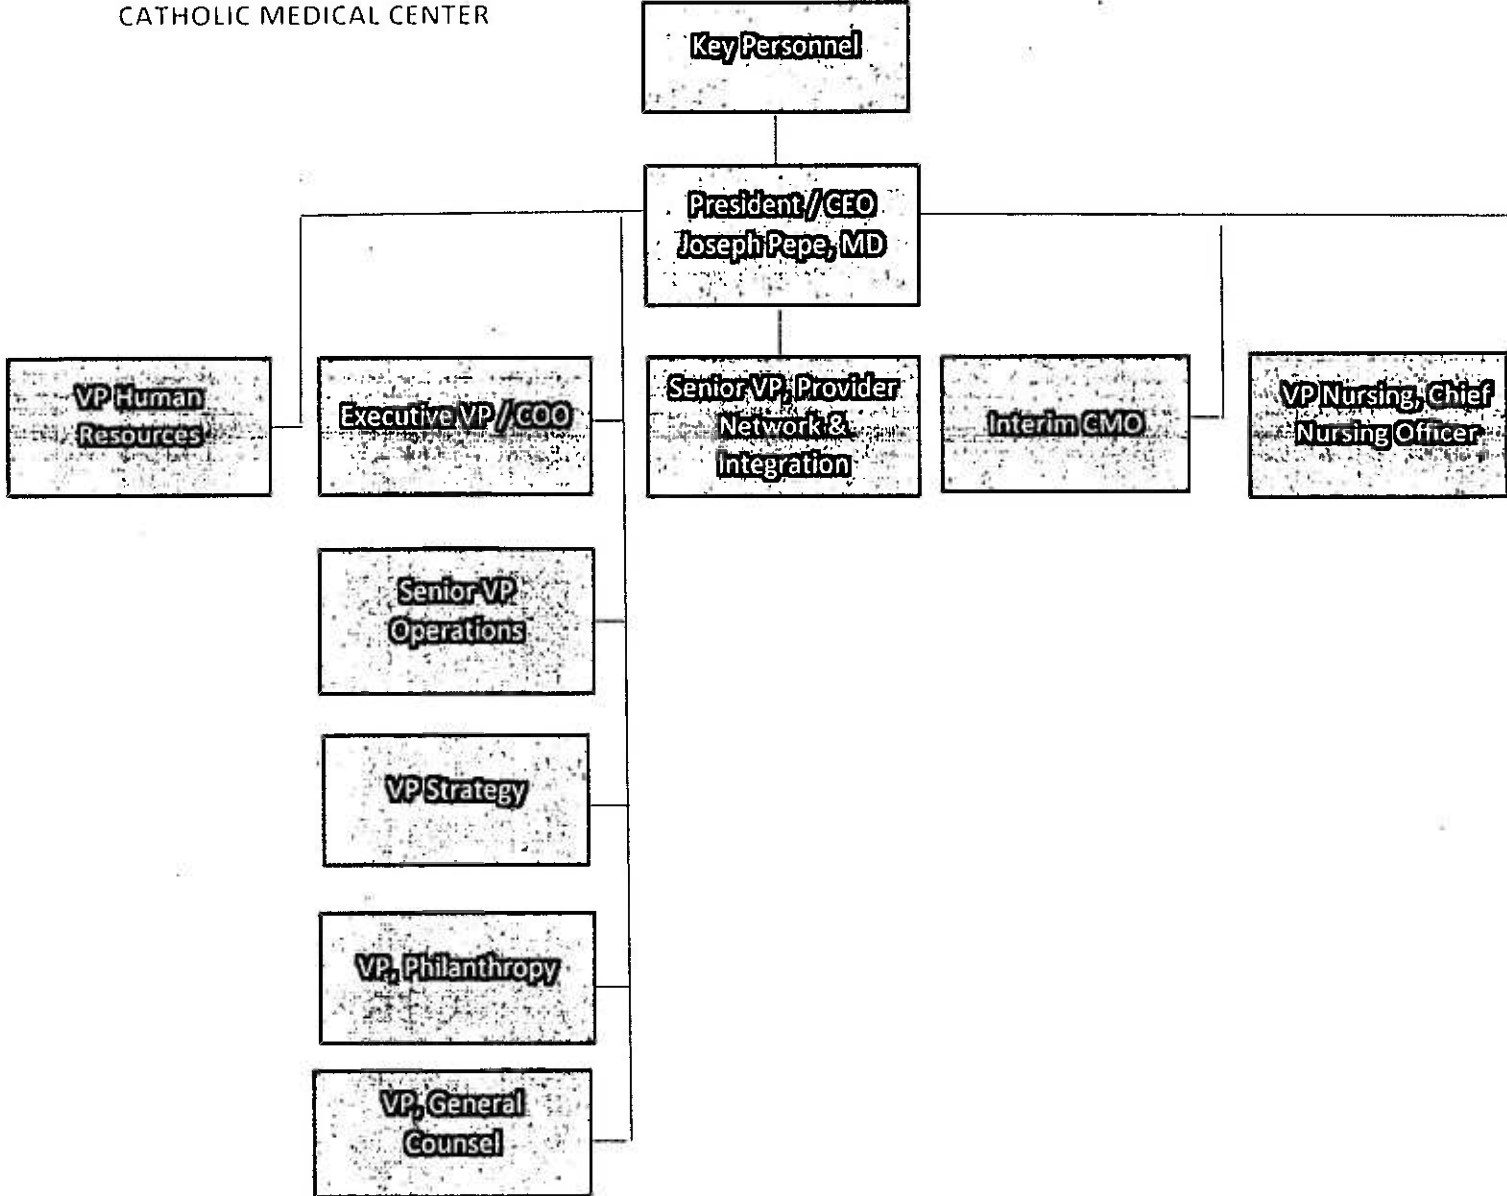 CATHOLIC MEDICAL CENTER
Key Personnel
President / CEO
Joseph Pepe, MD
VP Human
Resources
Executive VP / COO
Senior VP, Provider
Network &
Integration
Interim CMO
VP Nursing, Chief
Nursing Officer
Senior VP
Operations
VP Strategy
VP, Philanthropy
VP, General
Counsel